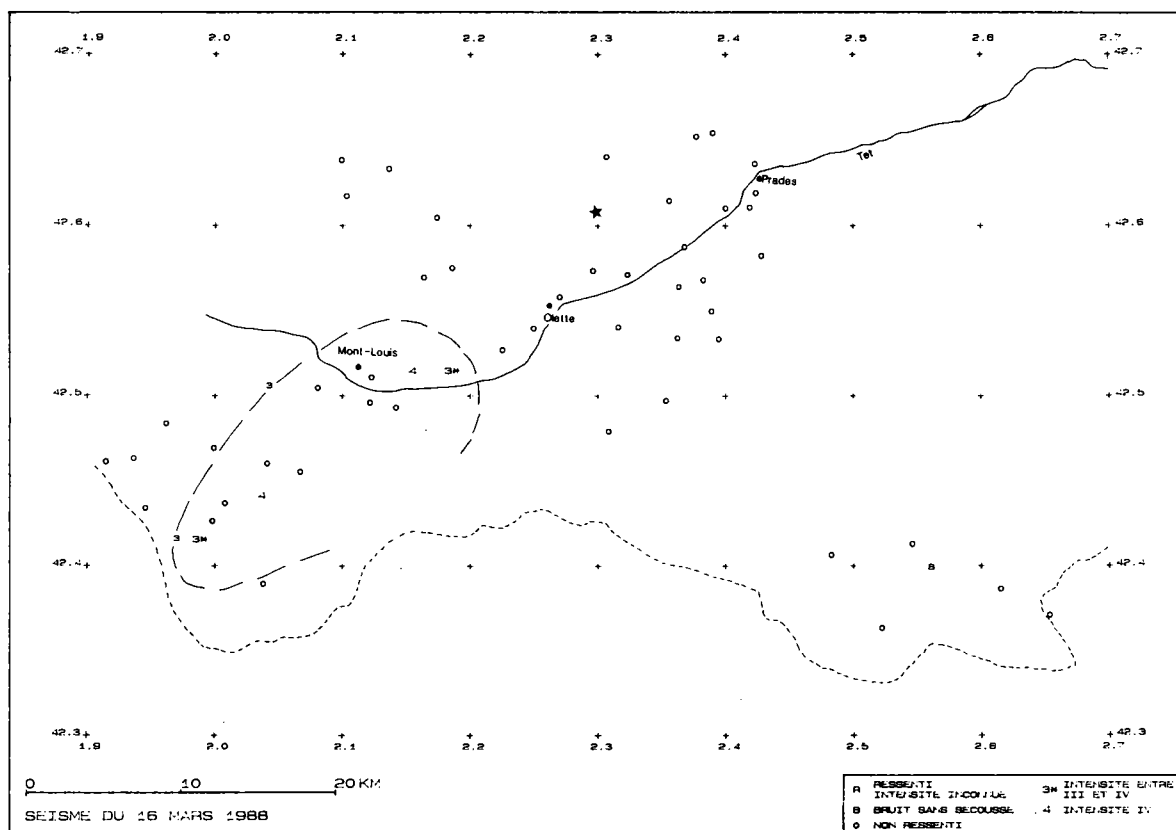 1.9 2.0 2.1 2.2 2.3 2.4 2.5 2.6 2.7
42.7 42.7
Tet
Prades
42.6 42.6
Olette
Mont-Louis
4 3*
42.5 42.5
3
4
3 3*
42.4 8 42.4
42.3 42.3
1.9 2.0 2.1 2.2 2.3 2.4 2.5 2.6 2.7
0 10 20 KM
SEISME DU 16 MARS 1988
R RESSENTI INTENSITE INCONNUE
B BRUIT SANS SECOUSSE
o NON RESSENTI
3* INTENSITE ENTRE III ET IV
4 INTENSITE IV